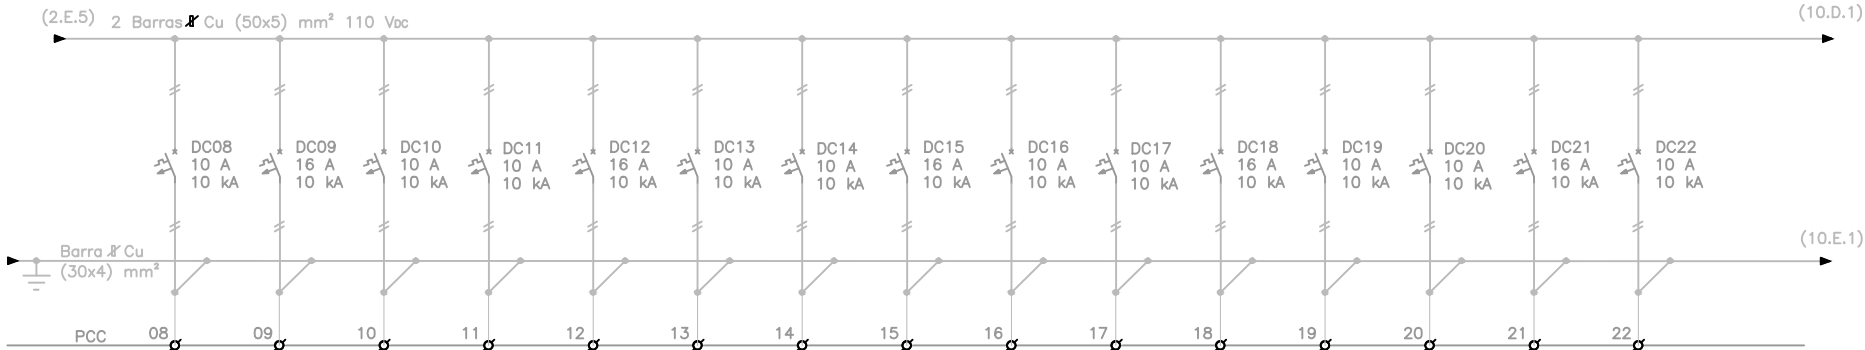 (2.E.5)
2 Barras Cu (50x5) mm² 110 VDC
(10.D.1)
DC08
10 A
10 kA
DC09
16 A
10 kA
DC10
10 A
10 kA
DC11
10 A
10 kA
DC12
16 A
10 kA
DC13
10 A
10 kA
DC14
10 A
10 kA
DC15
16 A
10 kA
DC16
10 A
10 kA
DC17
10 A
10 kA
DC18
16 A
10 kA
DC19
10 A
10 kA
DC20
10 A
10 kA
DC21
16 A
10 kA
DC22
10 A
10 kA
Barra Cu
(30x4) mm²
(10.E.1)
PCC 08 09 10 11 12 13 14 15 16 17 18 19 20 21 22